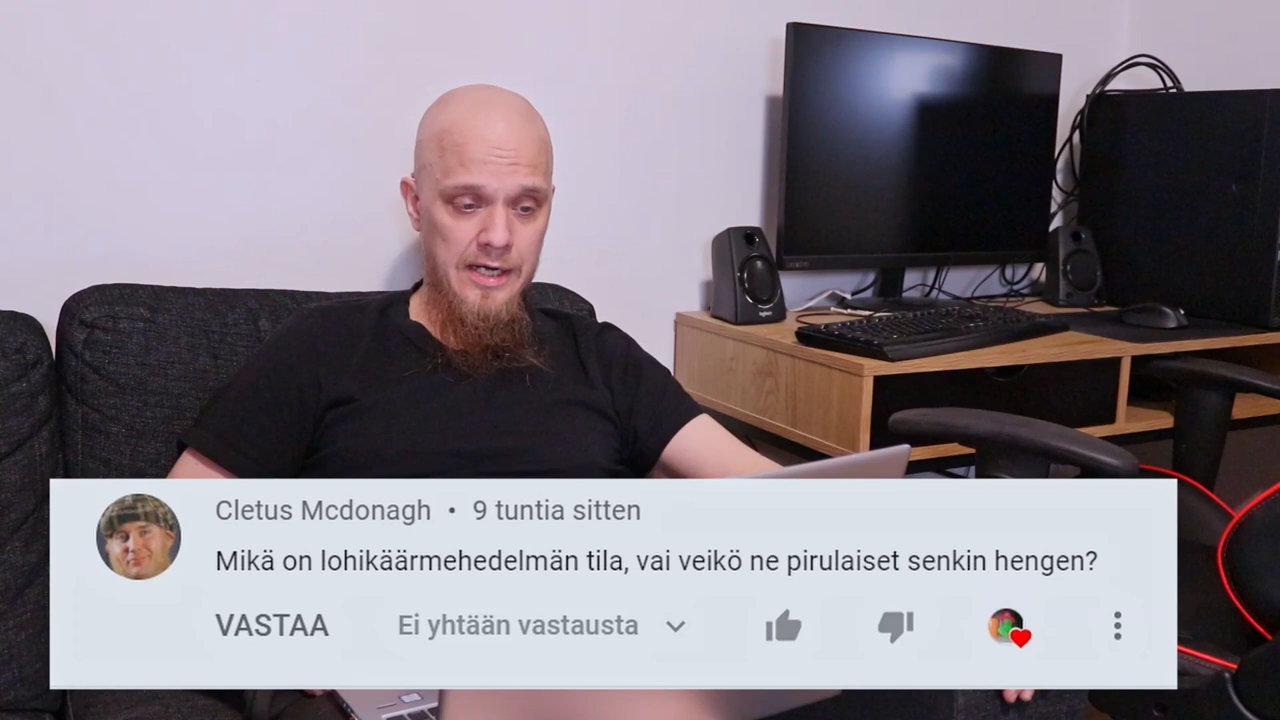 Cletus Mcdonagh • 9 tuntia sitten
Mikä on lohikäärmehedelmän tila, vai veikö ne pirulaiset senkin hengen?
VASTAA Ei yhtään vastausta